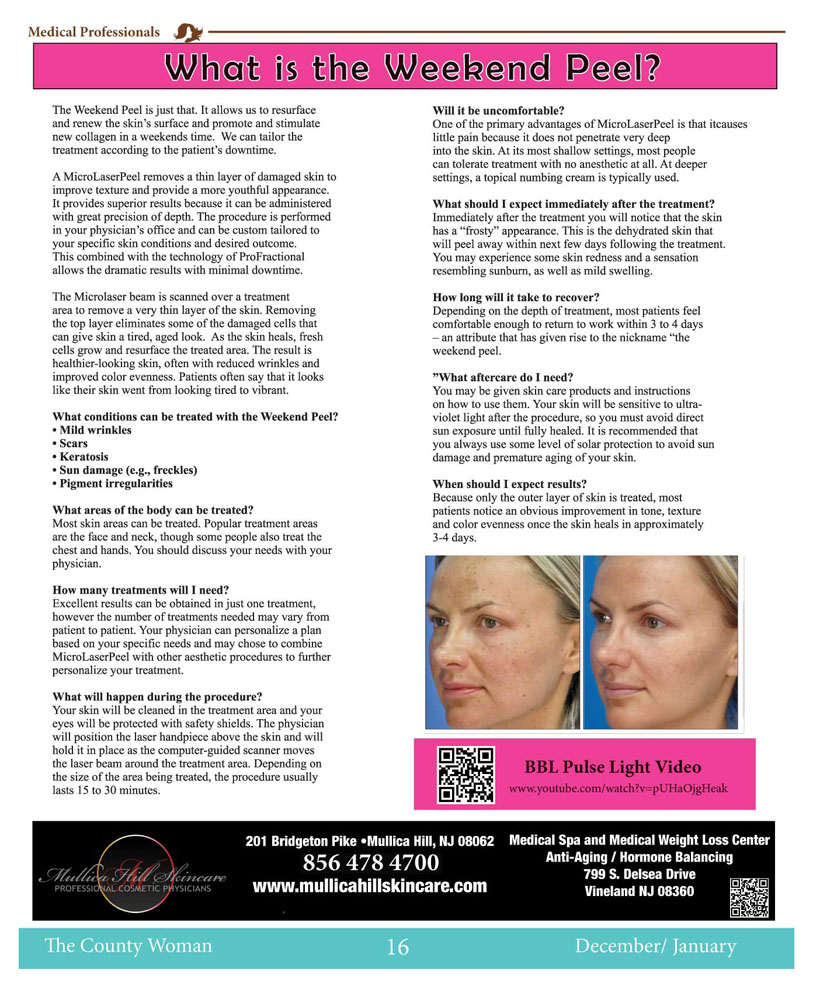 Medical Professionals
What is the Weekend Peel?
The Weekend Peel is just that. It allows us to resurface
and renew the skin's surface and promote and stimulate
new collagen in a weekends time.  We can tailor the
treatment according to the patient's downtime.
A MicroLaserPeel removes a thin layer of damaged skin to
improve texture and provide a more youthful appearance.
It provides superior results because it can be administered
with great precision of depth. The procedure is performed
in your physician's office and can be custom tailored to
your specific skin conditions and desired outcome.
This combined with the technology of ProFractional
allows the dramatic results with minimal downtime.
The Microlaser beam is scanned over a treatment
area to remove a very thin layer of the skin. Removing
the top layer eliminates some of the damaged cells that
can give skin a tired, aged look.  As the skin heals, fresh
cells grow and resurface the treated area. The result is
healthier-looking skin, often with reduced wrinkles and
improved color evenness. Patients often say that it looks
like their skin went from looking tired to vibrant.
What conditions can be treated with the Weekend Peel?
• Mild wrinkles
• Scars
• Keratosis
• Sun damage (e.g., freckles)
• Pigment irregularities
What areas of the body can be treated?
Most skin areas can be treated. Popular treatment areas
are the face and neck, though some people also treat the
chest and hands. You should discuss your needs with your
physician.
How many treatments will I need?
Excellent results can be obtained in just one treatment,
however the number of treatments needed may vary from
patient to patient. Your physician can personalize a plan
based on your specific needs and may chose to combine
MicroLaserPeel with other aesthetic procedures to further
personalize your treatment.
What will happen during the procedure?
Your skin will be cleaned in the treatment area and your
eyes will be protected with safety shields. The physician
will position the laser handpiece above the skin and will
hold it in place as the computer-guided scanner moves
the laser beam around the treatment area. Depending on
the size of the area being treated, the procedure usually
lasts 15 to 30 minutes.
Will it be uncomfortable?
One of the primary advantages of MicroLaserPeel is that itcauses
little pain because it does not penetrate very deep
into the skin. At its most shallow settings, most people
can tolerate treatment with no anesthetic at all. At deeper
settings, a topical numbing cream is typically used.
What should I expect immediately after the treatment?
Immediately after the treatment you will notice that the skin
has a “frosty” appearance. This is the dehydrated skin that
will peel away within next few days following the treatment.
You may experience some skin redness and a sensation
resembling sunburn, as well as mild swelling.
How long will it take to recover?
Depending on the depth of treatment, most patients feel
comfortable enough to return to work within 3 to 4 days
– an attribute that has given rise to the nickname “the
weekend peel.
”What aftercare do I need?
You may be given skin care products and instructions
on how to use them. Your skin will be sensitive to ultra-
violet light after the procedure, so you must avoid direct
sun exposure until fully healed. It is recommended that
you always use some level of solar protection to avoid sun
damage and premature aging of your skin.
When should I expect results?
Because only the outer layer of skin is treated, most
patients notice an obvious improvement in tone, texture
and color evenness once the skin heals in approximately
3-4 days.
BBL Pulse Light Video
www.youtube.com/watch?v=pUHaOjgHeak
Mullica Hill Skincare
PROFESSIONAL COSMETIC PHYSICIANS
201 Bridgeton Pike •Mullica Hill, NJ 08062
856 478 4700
www.mullicahillskincare.com
Medical Spa and Medical Weight Loss Center
Anti-Aging / Hormone Balancing
799 S. Delsea Drive
Vineland NJ 08360
The County Woman
16
December/ January